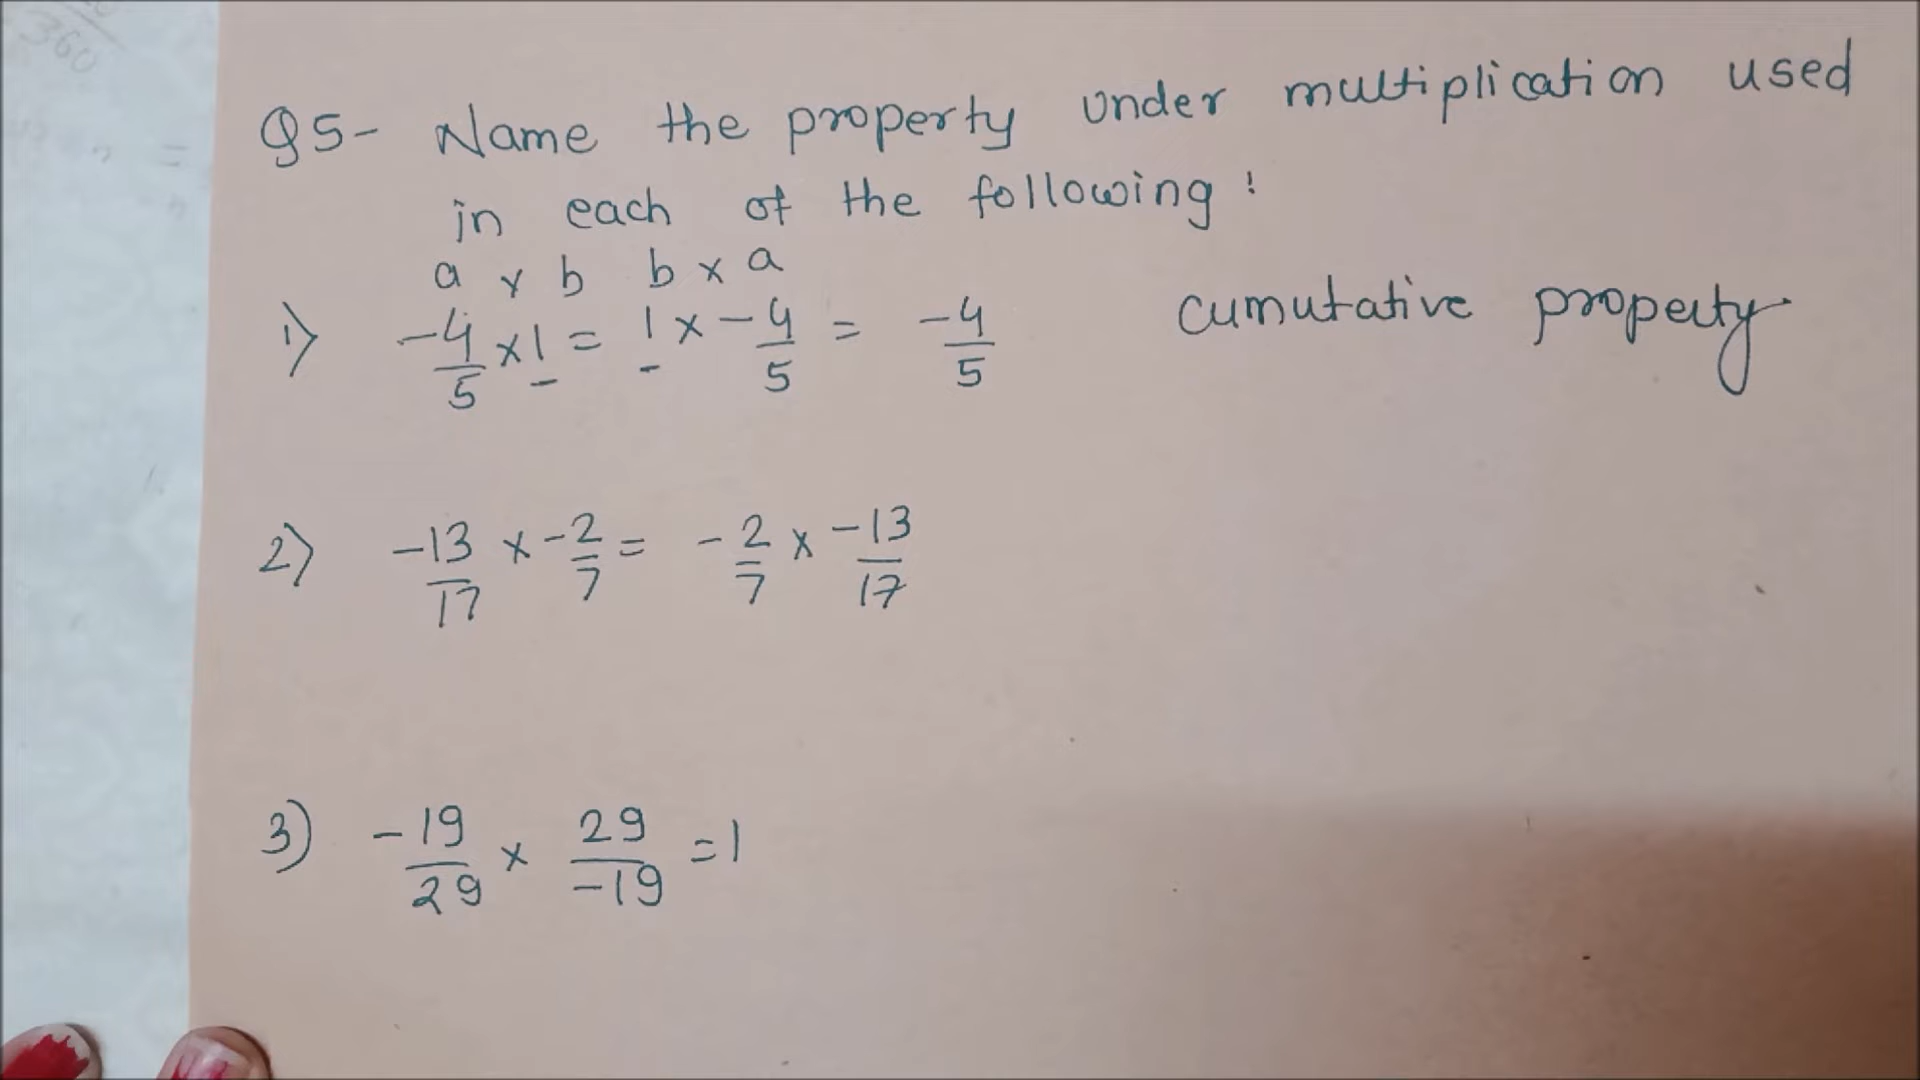 360
Q5- Name the property under multiplication used
in each of the following :
a x b b x a
1) -4/5 x 1 = 1 x -4/5 = -4/5 cumutative property
2) -13/17 x -2/7 = -2/7 x -13/17
3) -19/29 x 29/-19 = 1